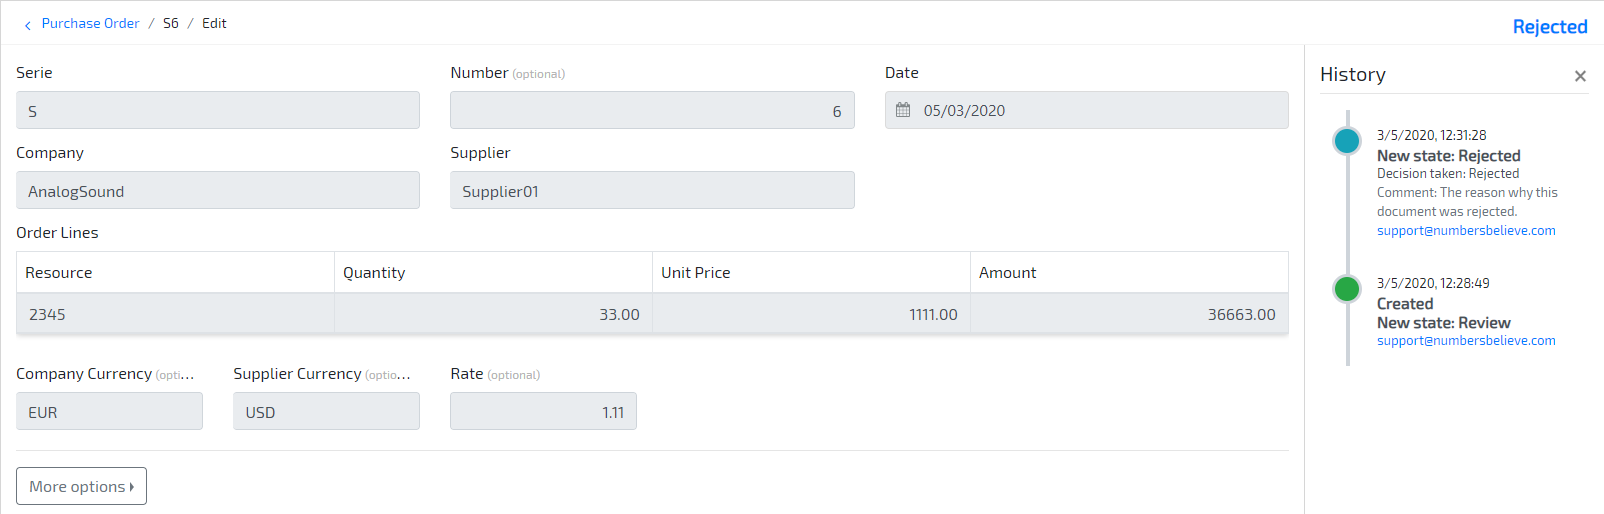 Purchase Order / S6 / Edit
Rejected
Serie
Number (optional)
Date
S
6
05/03/2020
Company
Supplier
AnalogSound
Supplier01
Order Lines
Resource Quantity Unit Price Amount
2345 33.00 1111.00 36663.00
Company Currency (opti...
Supplier Currency (optio...
Rate (optional)
EUR
USD
1.11
More options
History
3/5/2020, 12:31:28
New state: Rejected
Decision taken: Rejected
Comment: The reason why this
document was rejected.
support@numbersbelieve.com
3/5/2020, 12:28:49
Created
New state: Review
support@numbersbelieve.com